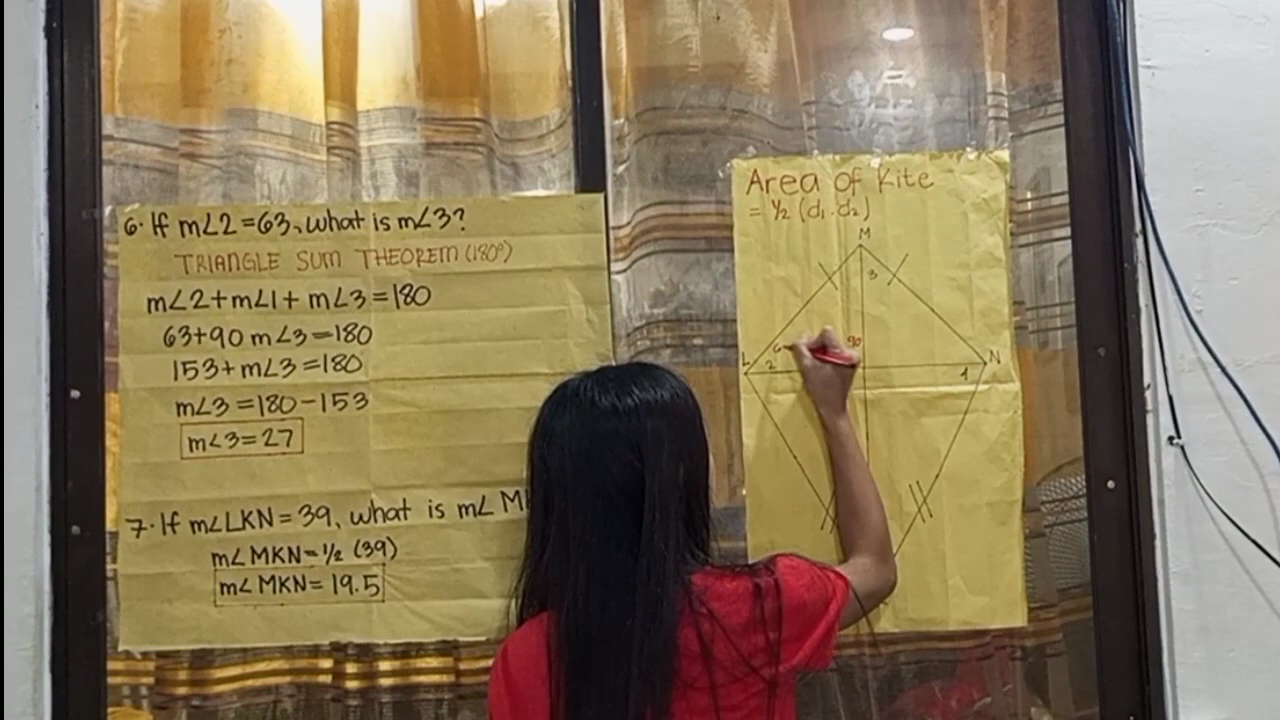 6. If m∠2 = 63, what is m∠3?
TRIANGLE SUM THEOREM (180°)
m∠2 + m∠1 + m∠3 = 180
63 + 90 m∠3 = 180
153 + m∠3 = 180
m∠3 = 180 - 153
m∠3 = 27
7. If m∠LKN = 39, what is m∠
m∠MKN = 1/2 (39)
m∠MKN = 19.5
Area of Kite
= 1/2 (d₁ . d₂)
M
3
6 90
L 2 1 N